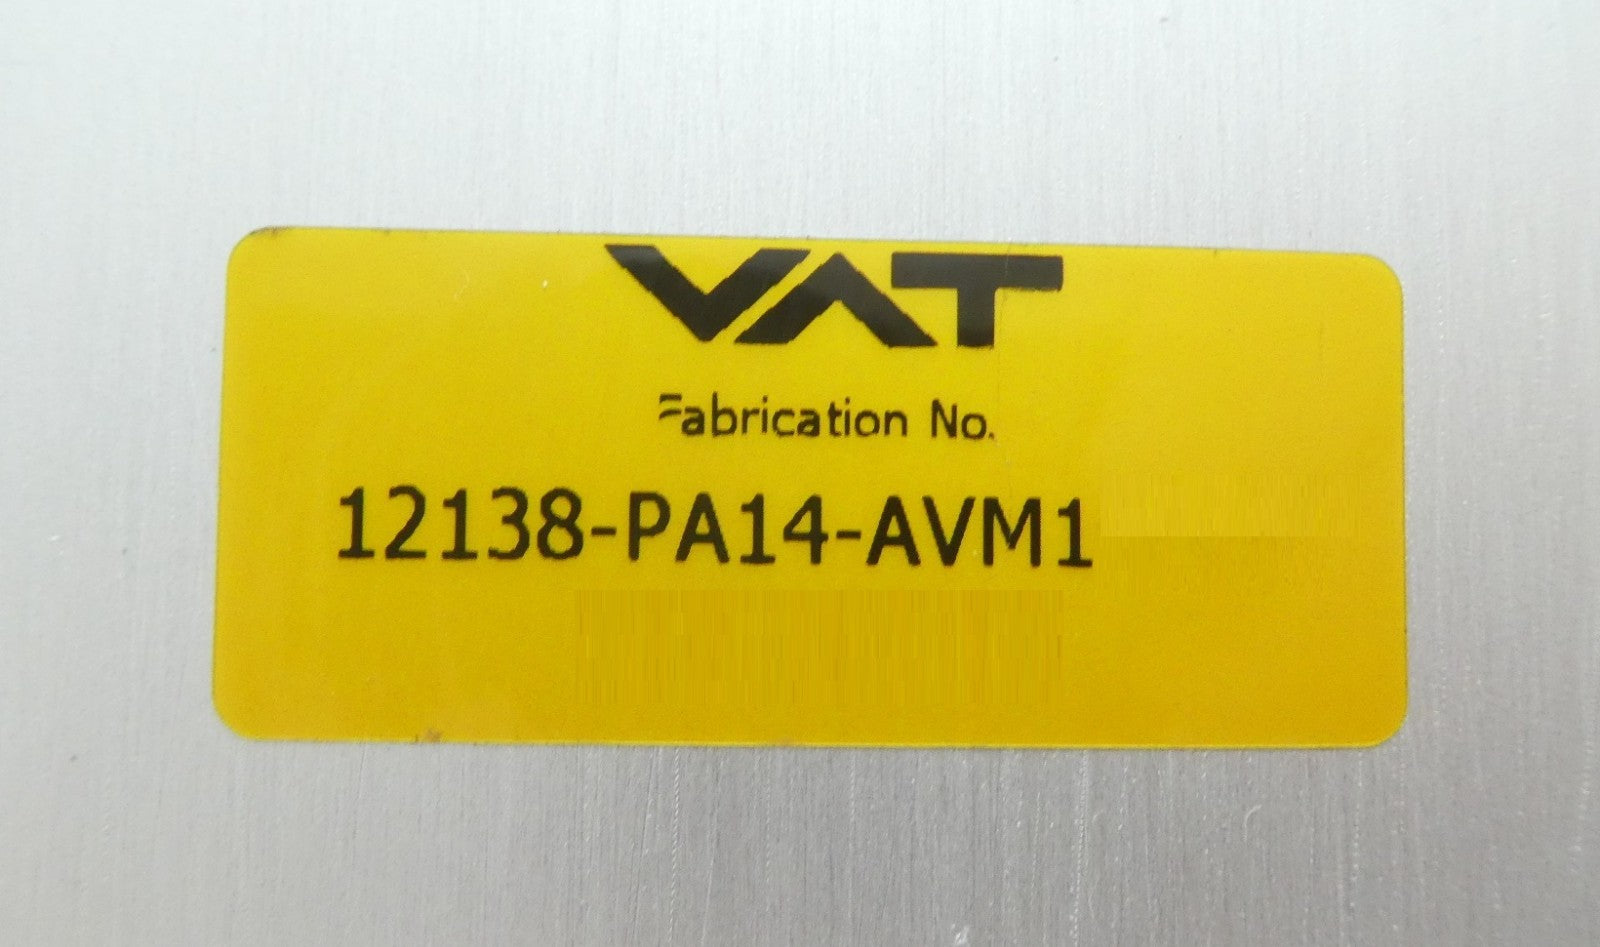 VAT
Fabrication No.
12138-PA14-AVM1